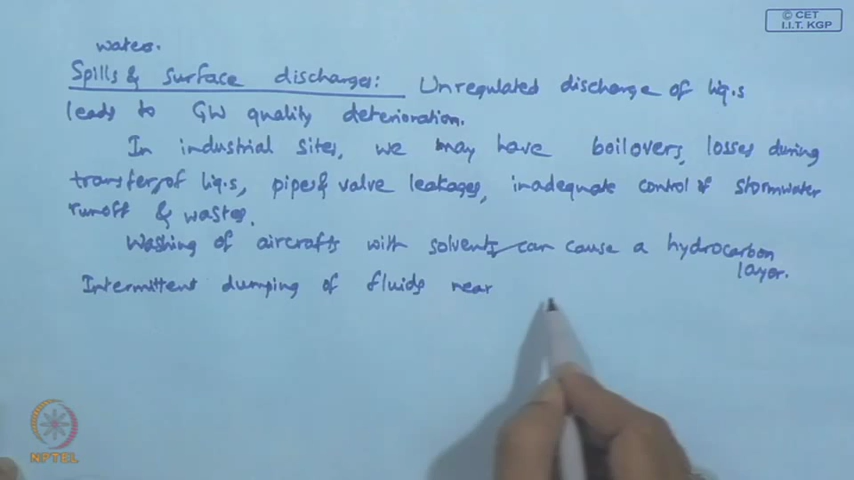 © CET
I.I.T. KGP
water.
Spills & surface discharges: Unregulated discharge of liq.s
leads to GW quality deterioration.
In industrial sites, we may have boilovers, losses during
transfer of liq.s, pipes & valve leakages, inadequate control of stormwater
runoff & wastes.
Washing of aircrafts with solvents can cause a hydrocarbon
layer.
Intermittent dumping of fluids near
NPTEL